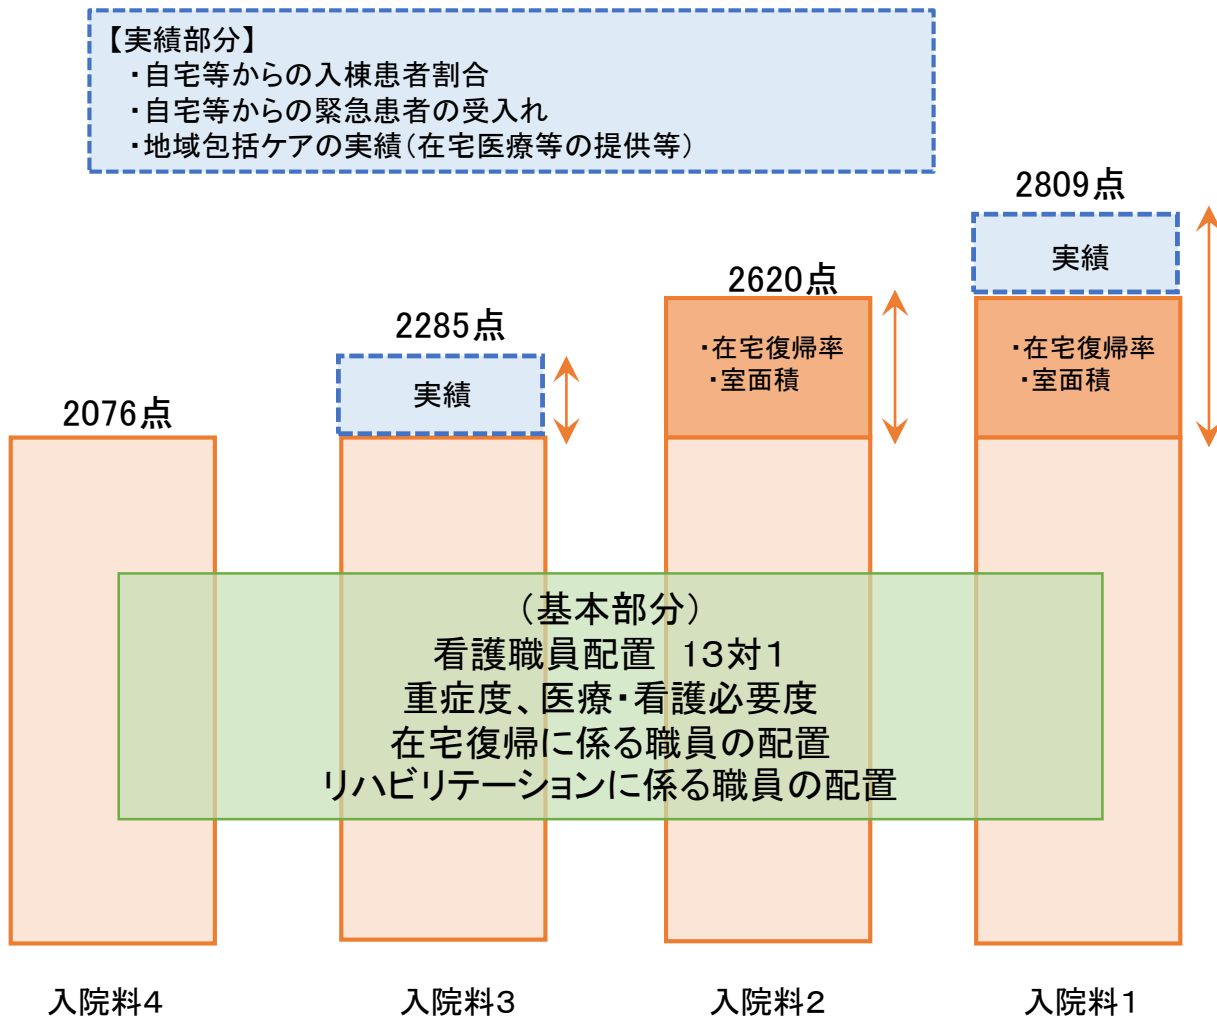 【実績部分】
・自宅等からの入棟患者割合
・自宅等からの緊急患者の受入れ
・地域包括ケアの実績(在宅医療等の提供等)
2809点
実績
2620点
・在宅復帰率
・室面積
・在宅復帰率
・室面積
2285点
実績
2076点
(基本部分)
看護職員配置 13対1
重症度、医療・看護必要度
在宅復帰に係る職員の配置
リハビリテーションに係る職員の配置
入院料4
入院料3
入院料2
入院料1